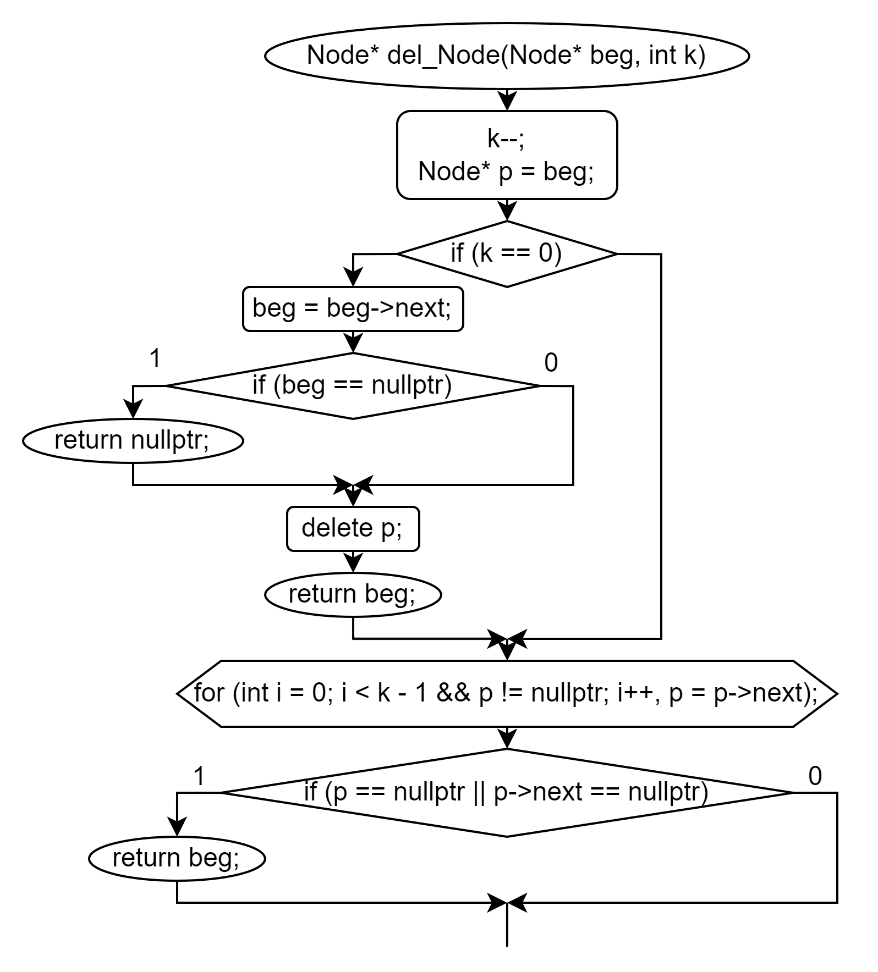 Node* del_Node(Node* beg, int k)
k--;
Node* p = beg;
if (k == 0)
beg = beg->next;
1
0
if (beg == nullptr)
return nullptr;
delete p;
return beg;
for (int i = 0; i < k - 1 && p != nullptr; i++, p = p->next);
1
0
if (p == nullptr || p->next == nullptr)
return beg;